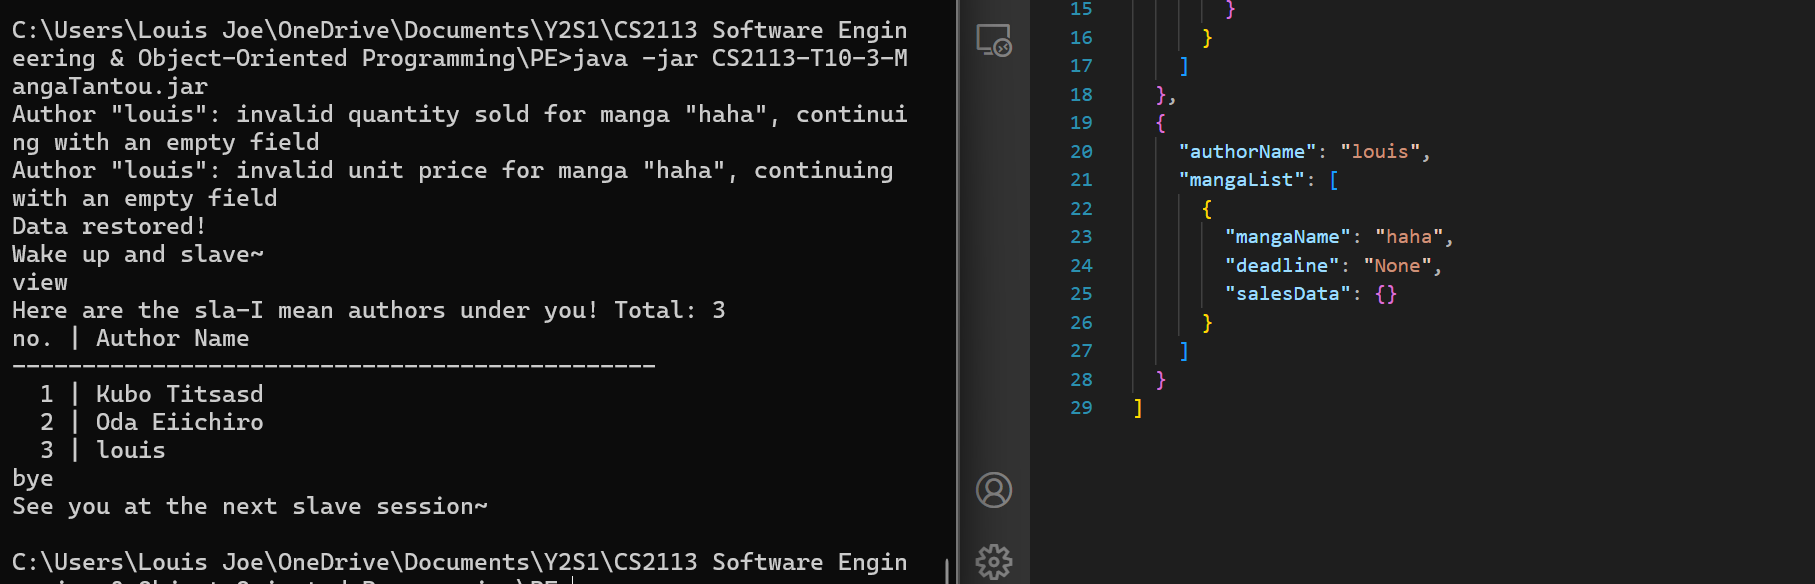 C:\Users\Louis Joe\OneDrive\Documents\Y2S1\CS2113 Software Engin
eering & Object-Oriented Programming\PE>java -jar CS2113-T10-3-M
angaTantou.jar
Author "louis": invalid quantity sold for manga "haha", continui
ng with an empty field
Author "louis": invalid unit price for manga "haha", continuing
with an empty field
Data restored!
Wake up and slave~
view
Here are the sla-I mean authors under you! Total: 3
no. | Author Name
----------------------------------------------
1 | Kubo Titsasd
2 | Oda Eiichiro
3 | louis
bye
See you at the next slave session~
C:\Users\Louis Joe\OneDrive\Documents\Y2S1\CS2113 Software Engin
15 }
16 }
17 ]
18 },
19 {
20 "authorName": "louis",
21 "mangaList": [
22 {
23 "mangaName": "haha",
24 "deadline": "None",
25 "salesData": {}
26 }
27 ]
28 }
29 ]